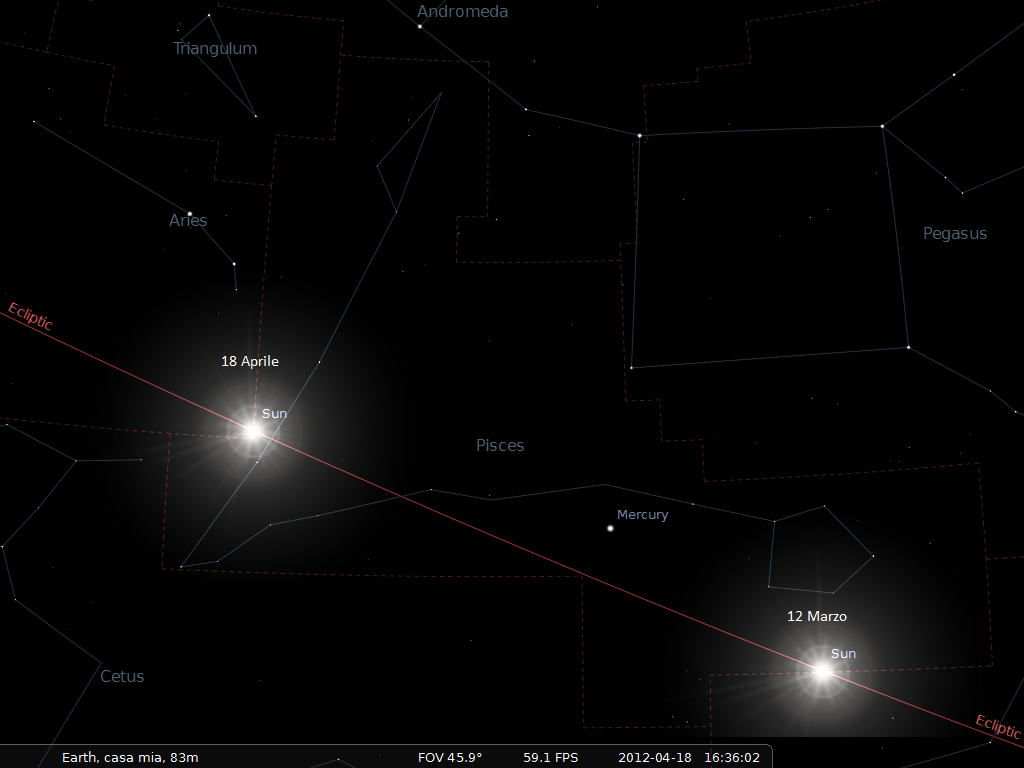 Andromeda
Triangulum
Aries
Pegasus
Ecliptic
18 Aprile
Sun
Pisces
Mercury
12 Marzo
Sun
Cetus
Ecliptic
Earth, casa mia, 83m FOV 45.9° 59.1 FPS 2012-04-18 16:36:02